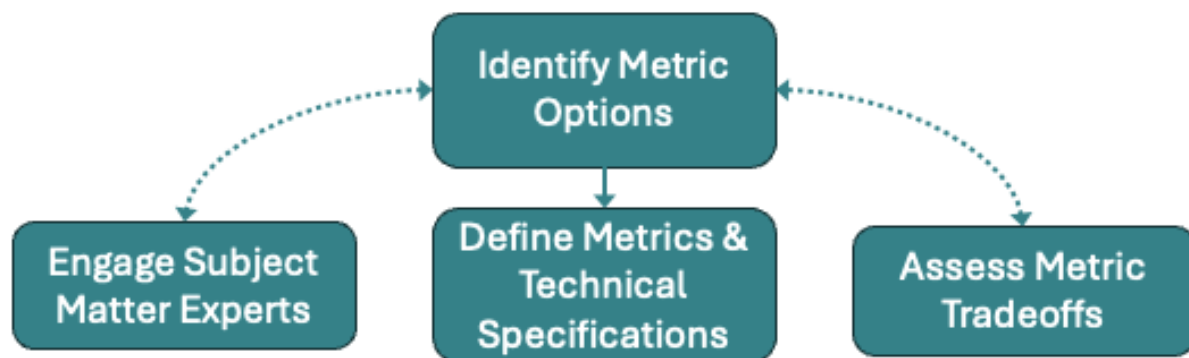 Identify Metric
Options
Engage Subject
Matter Experts
Define Metrics &
Technical
Specifications
Assess Metric
Tradeoffs